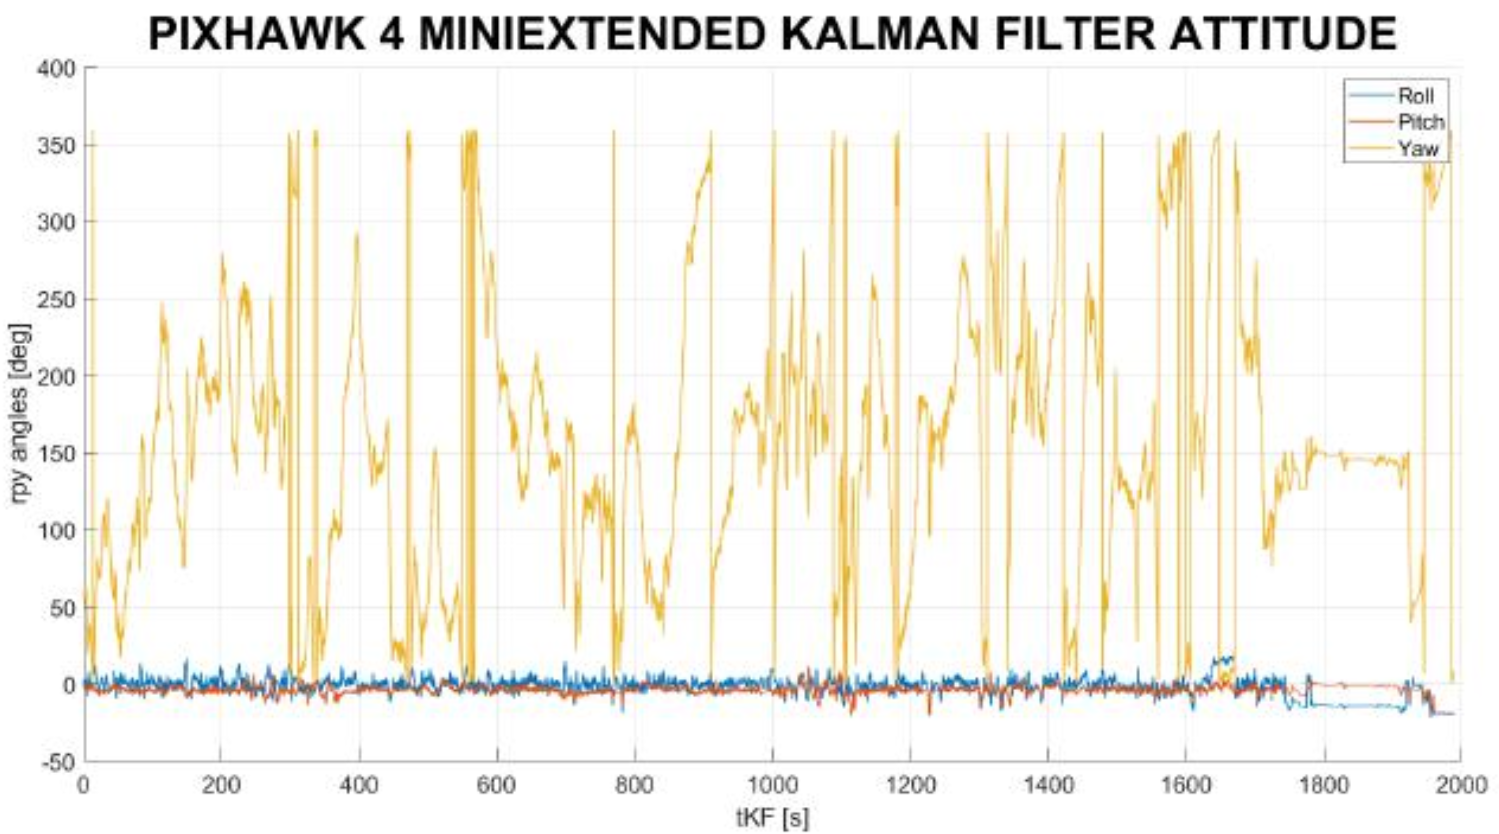 PIXHAWK 4 MINIEXTENDED KALMAN FILTER ATTITUDE
400
350
300
250
200
150
100
50
0
-50
rpy angles [deg]
Roll
Pitch
Yaw
0 200 400 600 800 1000 1200 1400 1600 1800 2000
tKF [s]